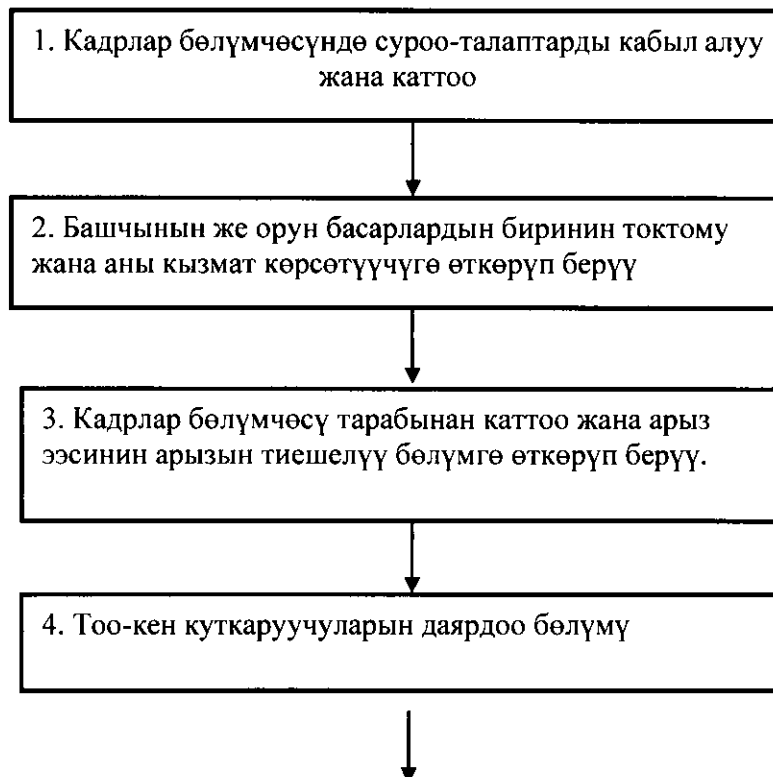 1. Кадрлар бөлүмчөсүндө суроо-талаптарды кабыл алуу
жана каттоо
2. Башчынын же орун басарлардын биринин токтому
жана аны кызмат көрсөтүүчүгө өткөрүп берүү
3. Кадрлар бөлүмчөсү тарабынан каттоо жана арыз
ээсинин арызын тиешелүү бөлүмгө өткөрүп берүү.
4. Тоо-кен куткаруучуларын даярдоо бөлүмү